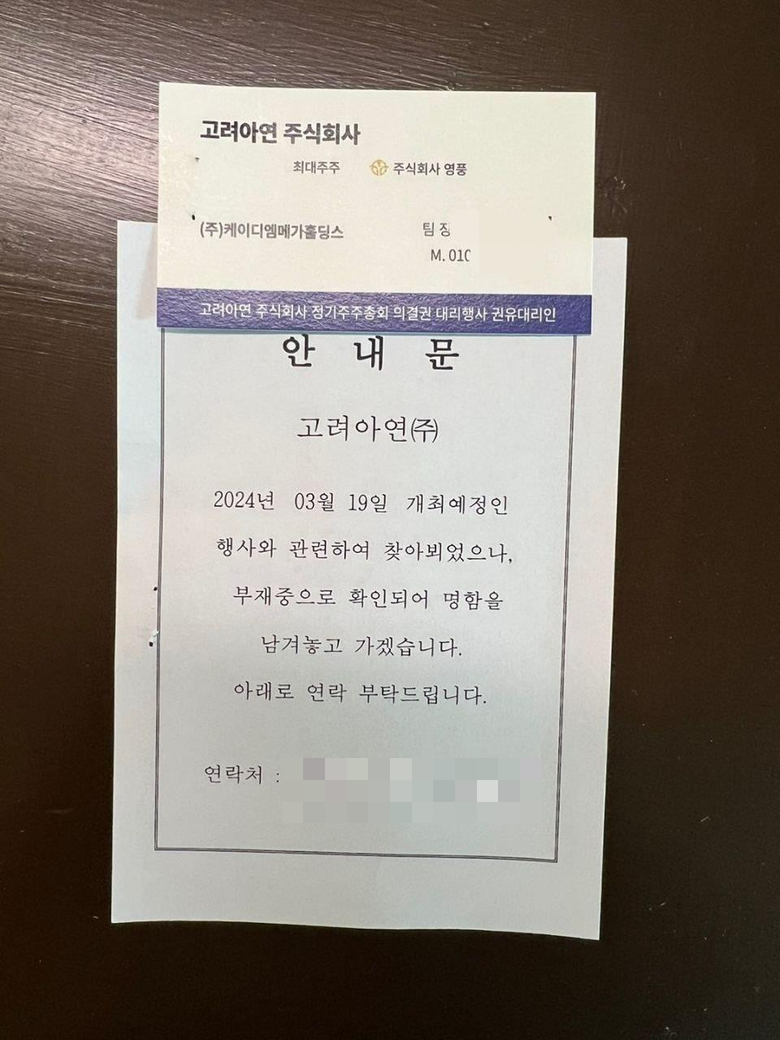 고려아연 주식회사
최대주주 주식회사 영풍
(주)케이디엠메가홀딩스 팀 장
M. 010
고려아연 주식회사 정기주주총회 의결권 대리행사 권유대리인
안 내 문
고려아연㈜
2024년 03월 19일 개최예정인
행사와 관련하여 찾아뵈었으나,
부재중으로 확인되어 명함을
남겨놓고 가겠습니다.
아래로 연락 부탁드립니다.
연락처 :